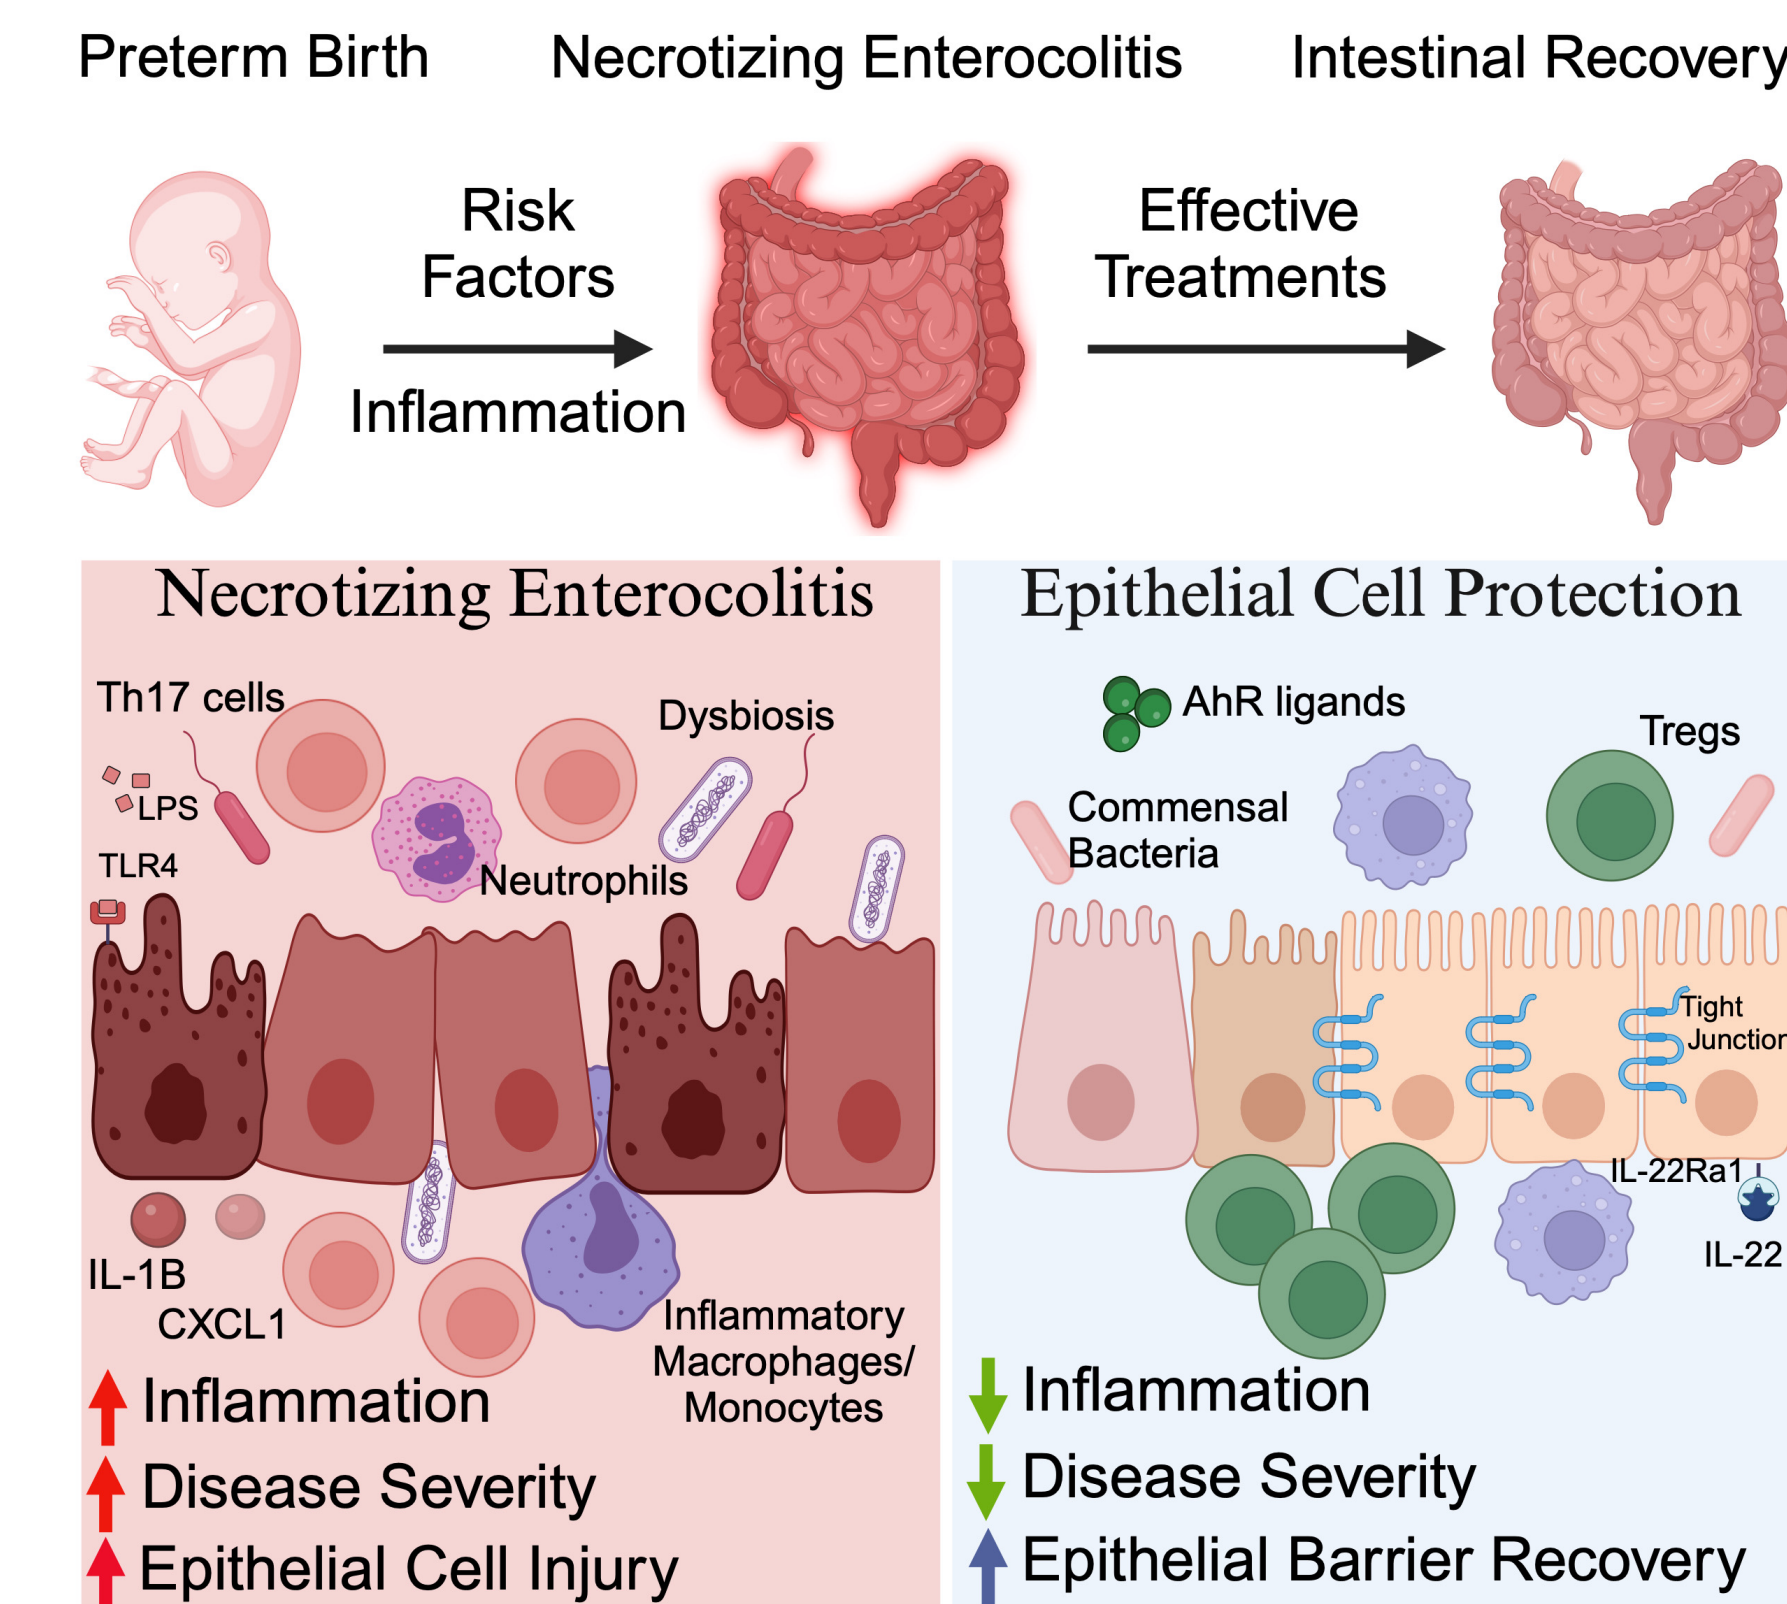 Preterm Birth
Necrotizing Enterocolitis
Intestinal Recovery
Risk
Factors
Inflammation
Effective
Treatments
Necrotizing Enterocolitis
Th17 cells
Dysbiosis
LPS
TLR4
Neutrophils
IL-1B
CXCL1
Inflammatory
Macrophages/
Monocytes
Inflammation
Disease Severity
Epithelial Cell Injury
Epithelial Cell Protection
AhR ligands
Tregs
Commensal
Bacteria
Tight
Junction
IL-22Ra1
IL-22
Inflammation
Disease Severity
Epithelial Barrier Recovery